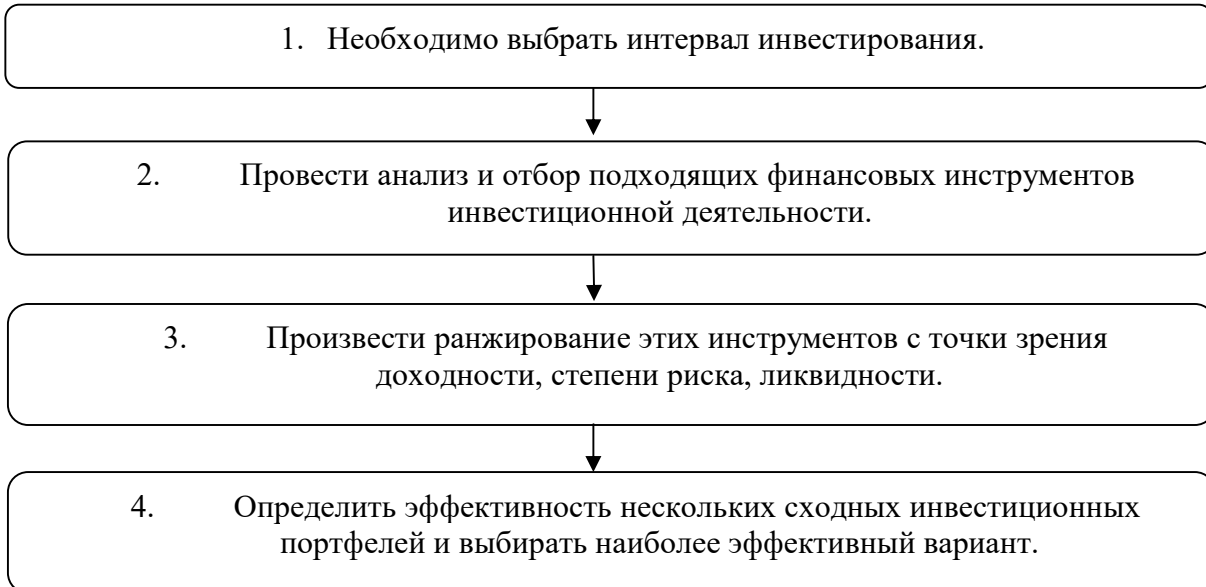 1. Необходимо выбрать интервал инвестирования.
2. Провести анализ и отбор подходящих финансовых инструментов
инвестиционной деятельности.
3. Произвести ранжирование этих инструментов с точки зрения
доходности, степени риска, ликвидности.
4. Определить эффективность нескольких сходных инвестиционных
портфелей и выбирать наиболее эффективный вариант.